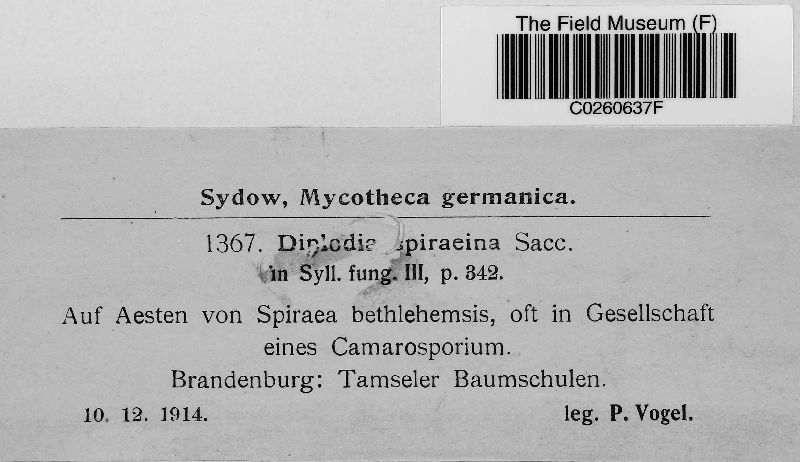 The Field Museum (F)
C0260637F
Sydow, Mycotheca germanica.
1367. Diplodia spiraeina Sacc.
in Syll. fung. III, p. 342.
Auf Aesten von Spiraea bethlehemsis, oft in Gesellschaft
eines Camarosporium.
Brandenburg: Tamseler Baumschulen.
10. 12. 1914. leg. P. Vogel.